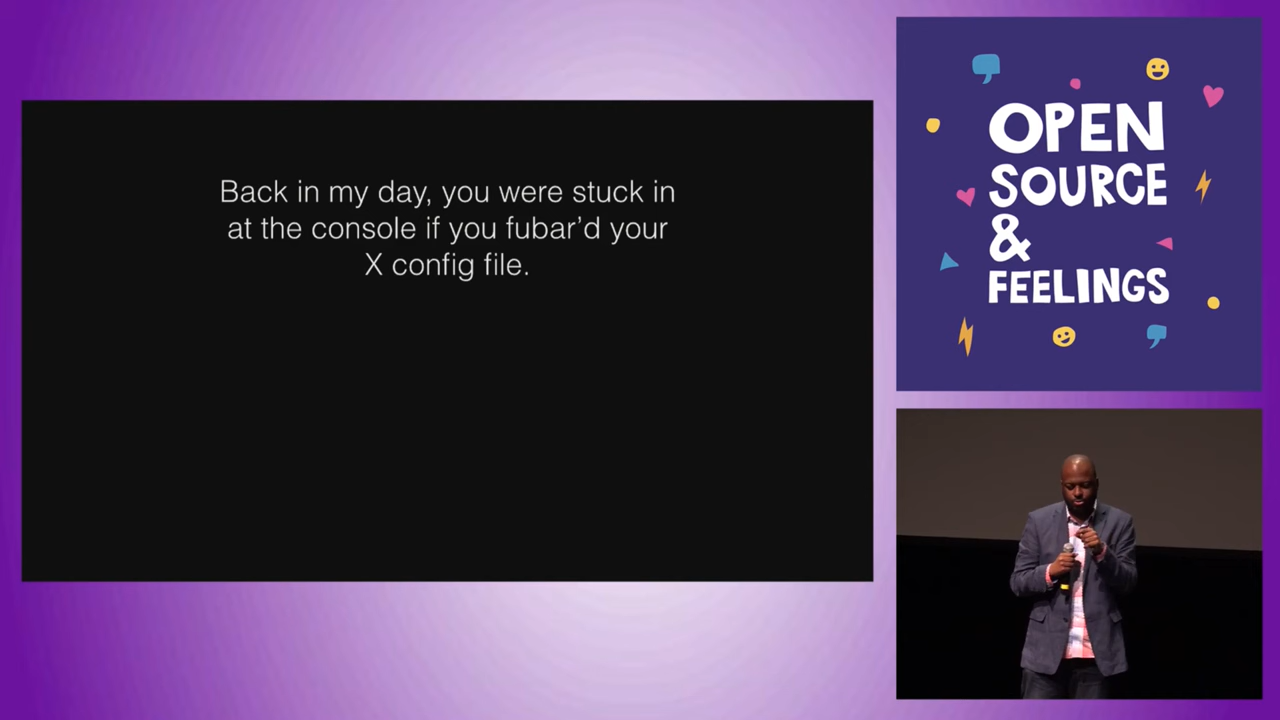 Back in my day, you were stuck in
at the console if you fubar’d your
X config file.
OPEN
SOURCE
&
FEELINGS